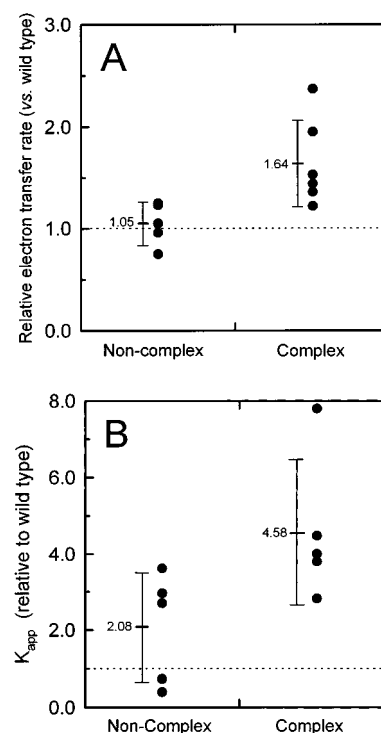 A
Relative electron transfer rate (vs. wild type)
3.0
2.0
1.0
0.0
1.05
1.64
Non-complex
Complex
B
Kapp (relative to wild type)
8.0
6.0
4.0
2.0
0.0
2.08
4.58
Non-Complex
Complex